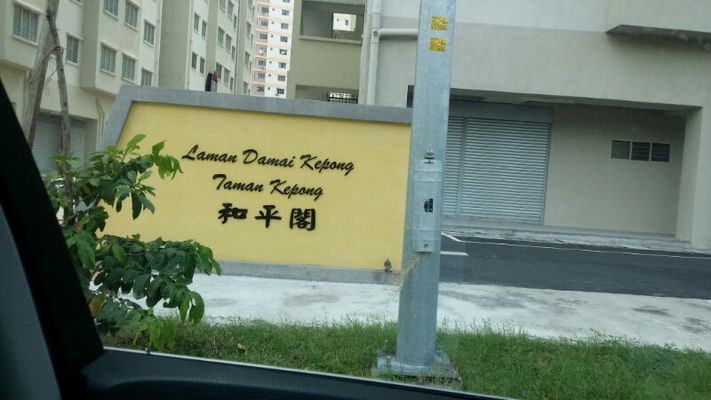 Laman Damai Kepong
Taman Kepong
和平閣